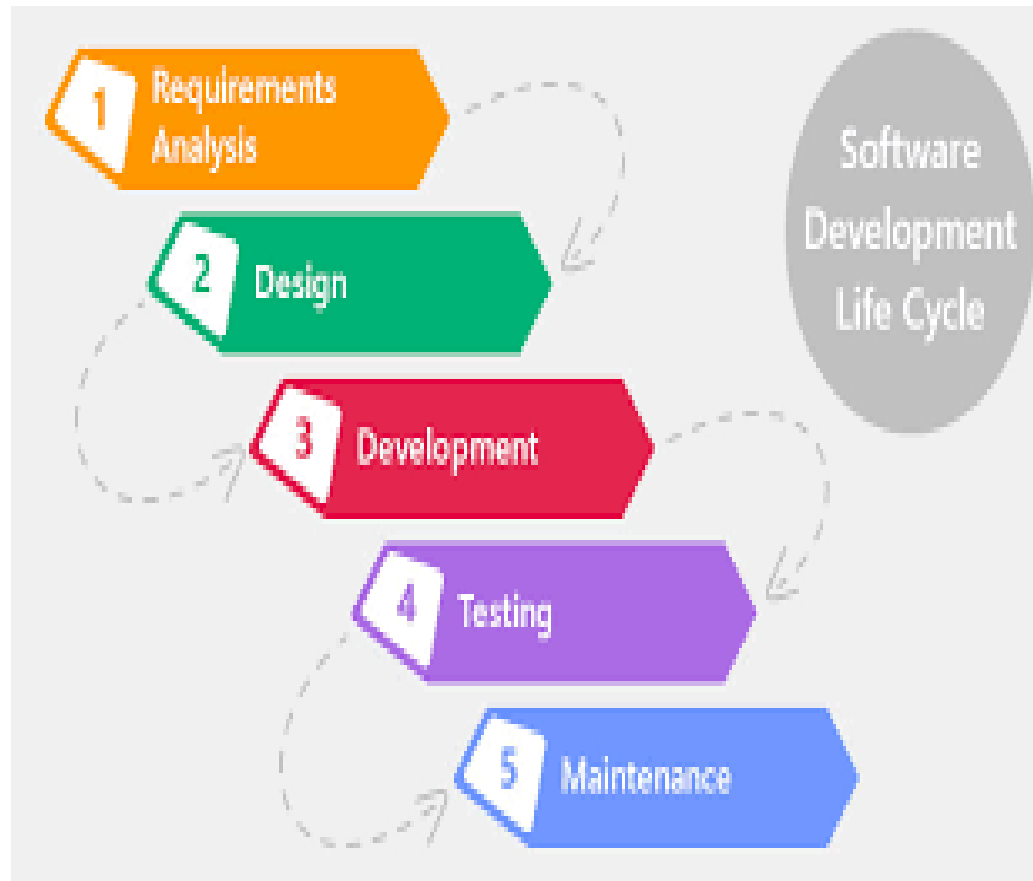 1
Requirements
Analysis
2
Design
3
Development
4
Testing
5
Maintenance
Software
Development
Life Cycle